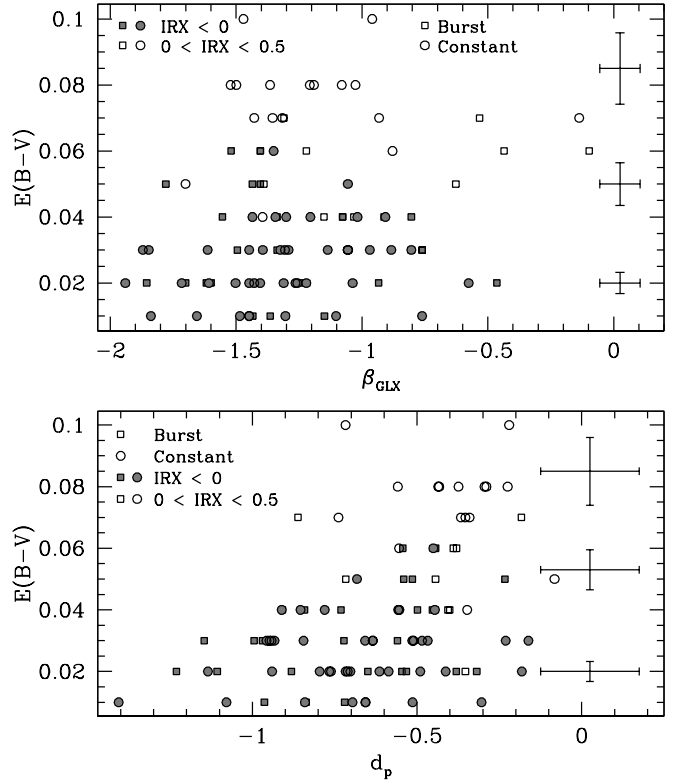 IRX < 0
0 < IRX < 0.5
Burst
Constant
0.1
0.08
0.06
0.04
0.02
E(B−V)
−2
−1.5
−1
−0.5
0
β_GLX
Burst
Constant
IRX < 0
0 < IRX < 0.5
0.1
0.08
0.06
0.04
0.02
E(B−V)
−1
−0.5
0
d_p